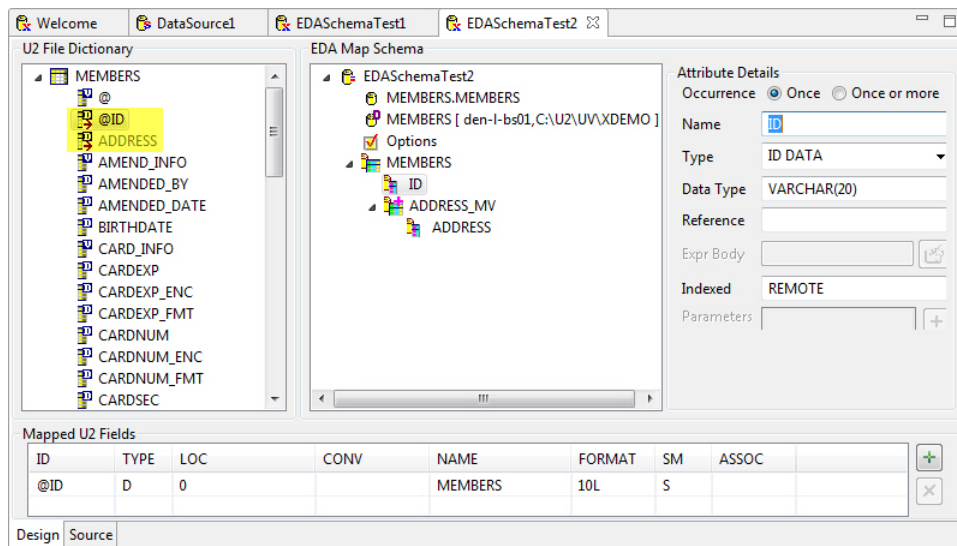 Welcome DataSource1 EDASchemaTest1 EDASchemaTest2
U2 File Dictionary
MEMBERS
@
@ID
ADDRESS
AMEND_INFO
AMENDED_BY
AMENDED_DATE
BIRTHDATE
CARD_INFO
CARDEXP
CARDEXP_ENC
CARDEXP_FMT
CARDNUM
CARDNUM_ENC
CARDNUM_FMT
CARDSEC
EDA Map Schema
EDASchemaTest2
MEMBERS.MEMBERS
MEMBERS [ den-l-bs01,C:\U2\UV\XDEMO ]
Options
MEMBERS
ID
ADDRESS_MV
ADDRESS
Attribute Details
Occurrence Once Once or more
Name ID
Type ID DATA
Data Type VARCHAR(20)
Reference
Expr Body
Indexed REMOTE
Parameters
Mapped U2 Fields
ID TYPE LOC CONV NAME FORMAT SM ASSOC
@ID D 0 MEMBERS 10L S
Design Source